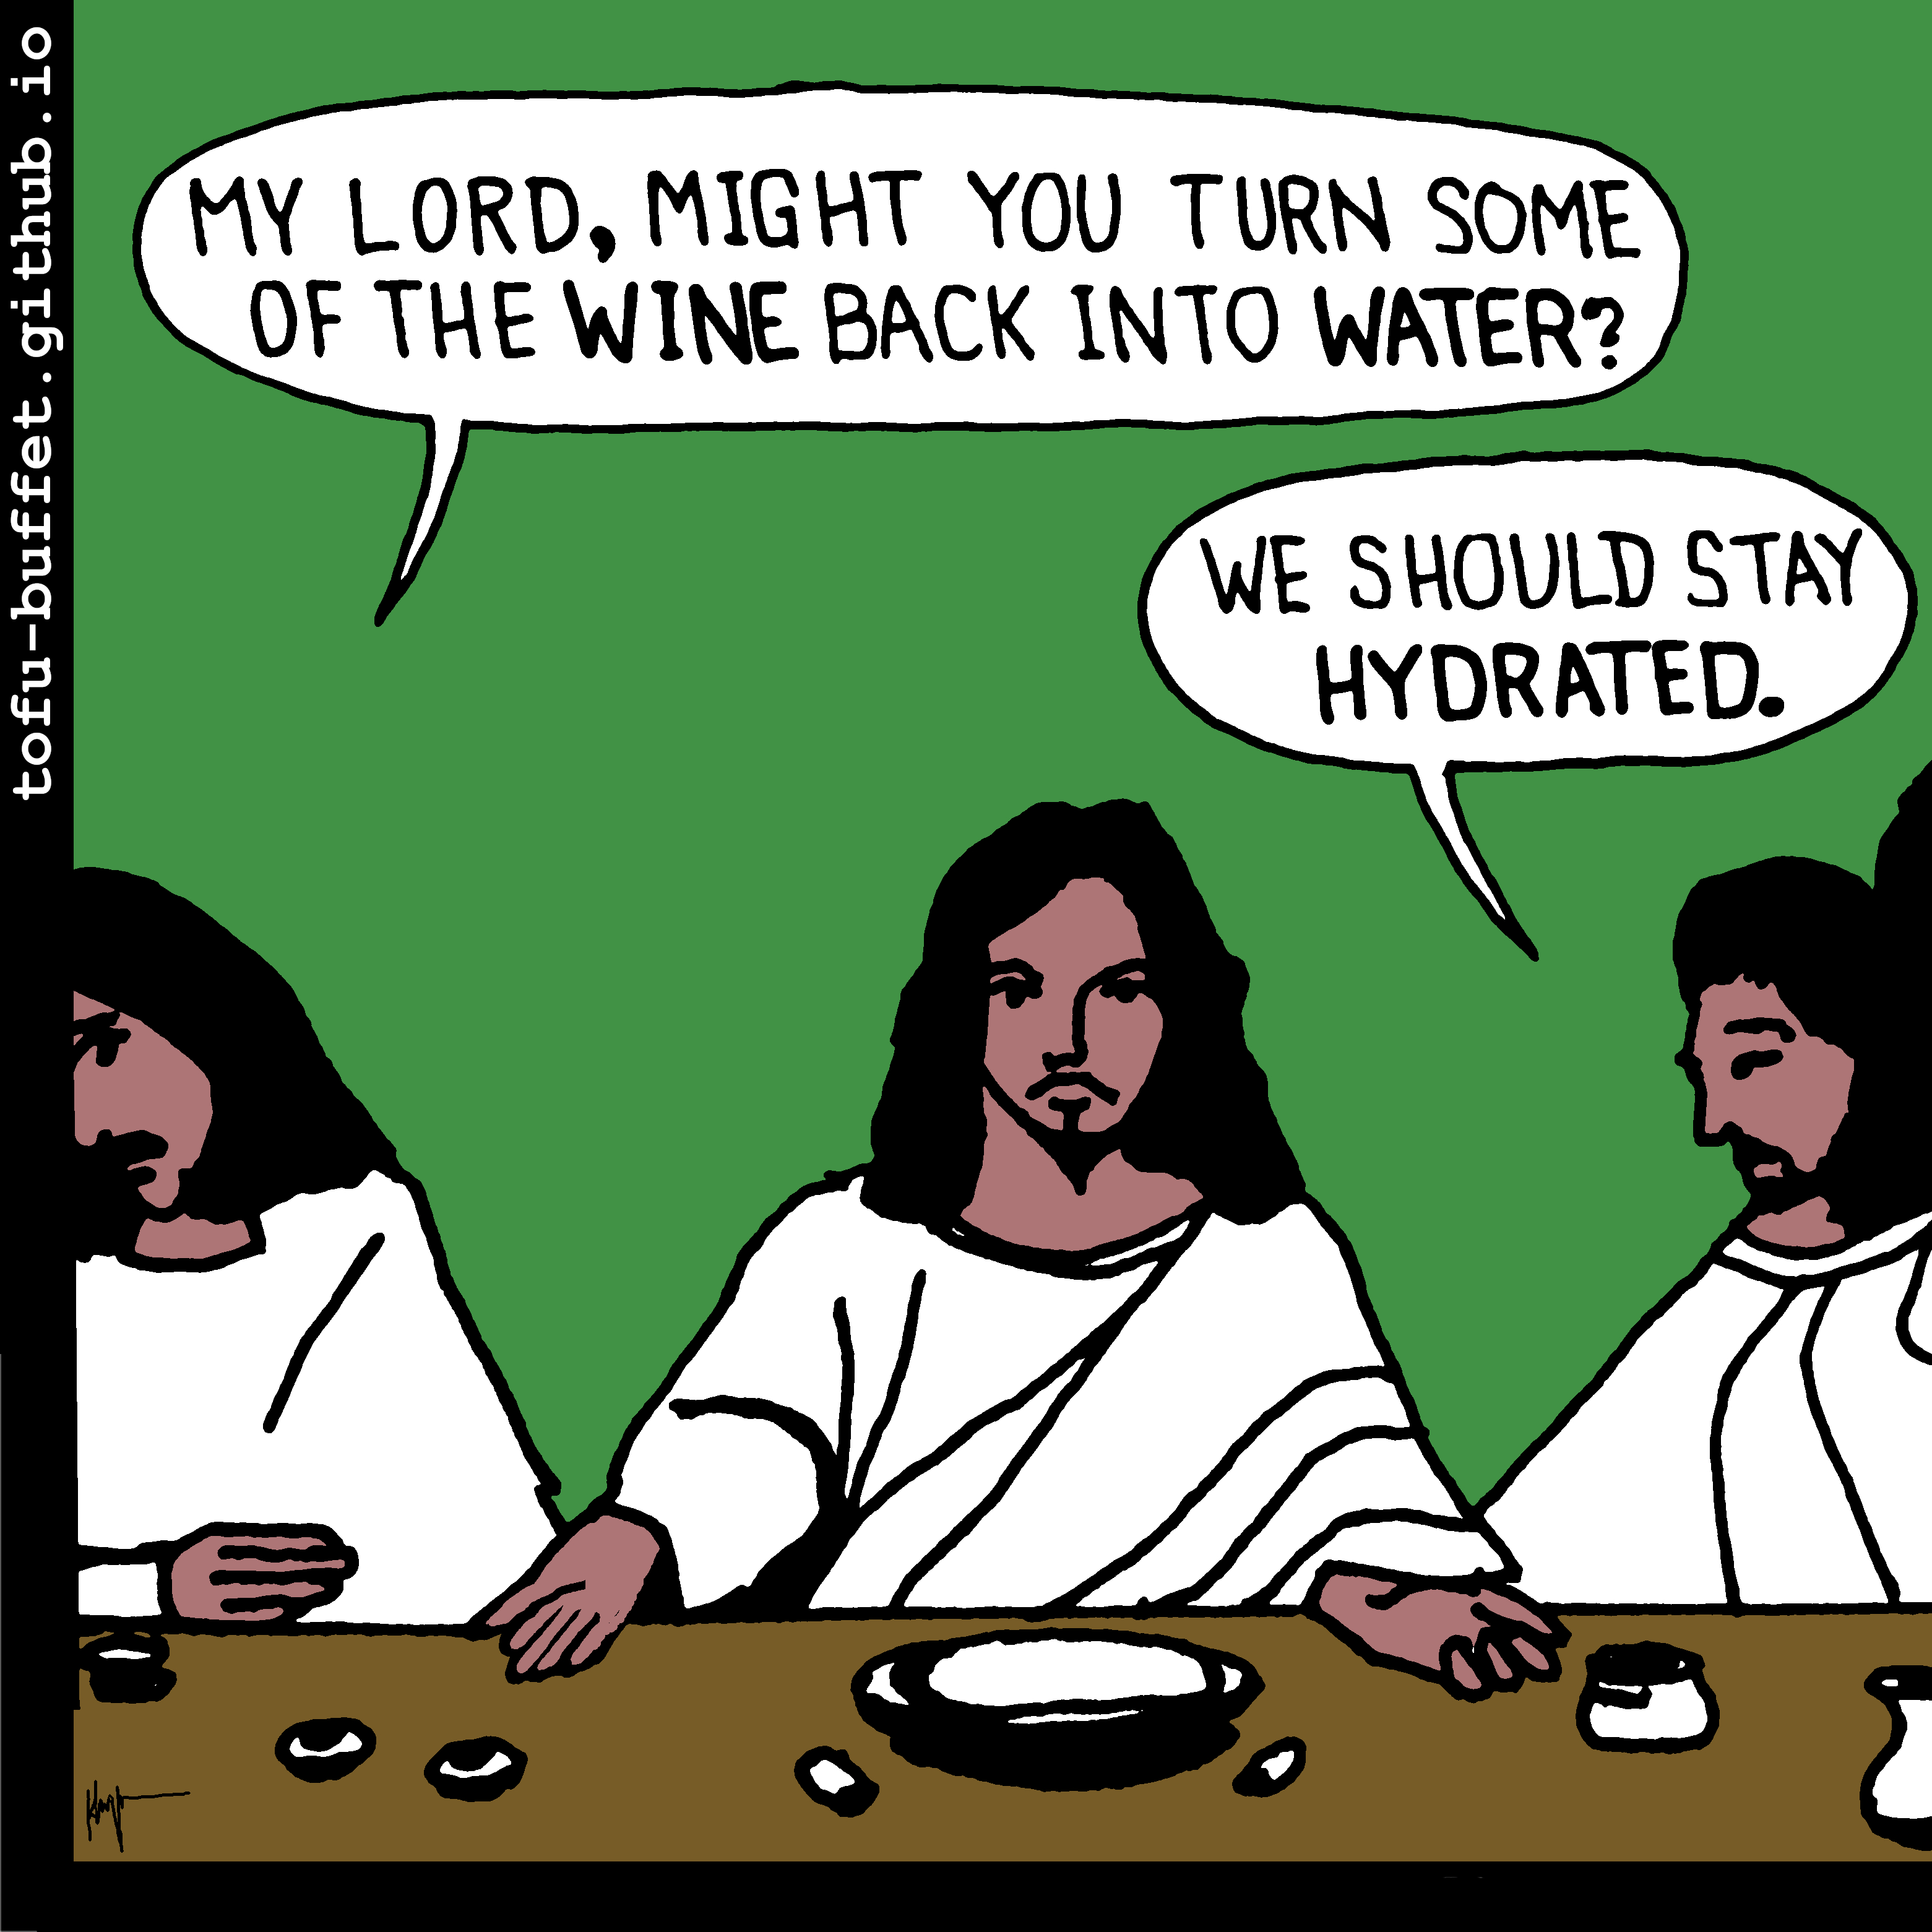 tofu-buffet.github.io
MY LORD, MIGHT YOU TURN SOME
OF THE WINE BACK INTO WATER?
WE SHOULD STAY
HYDRATED.